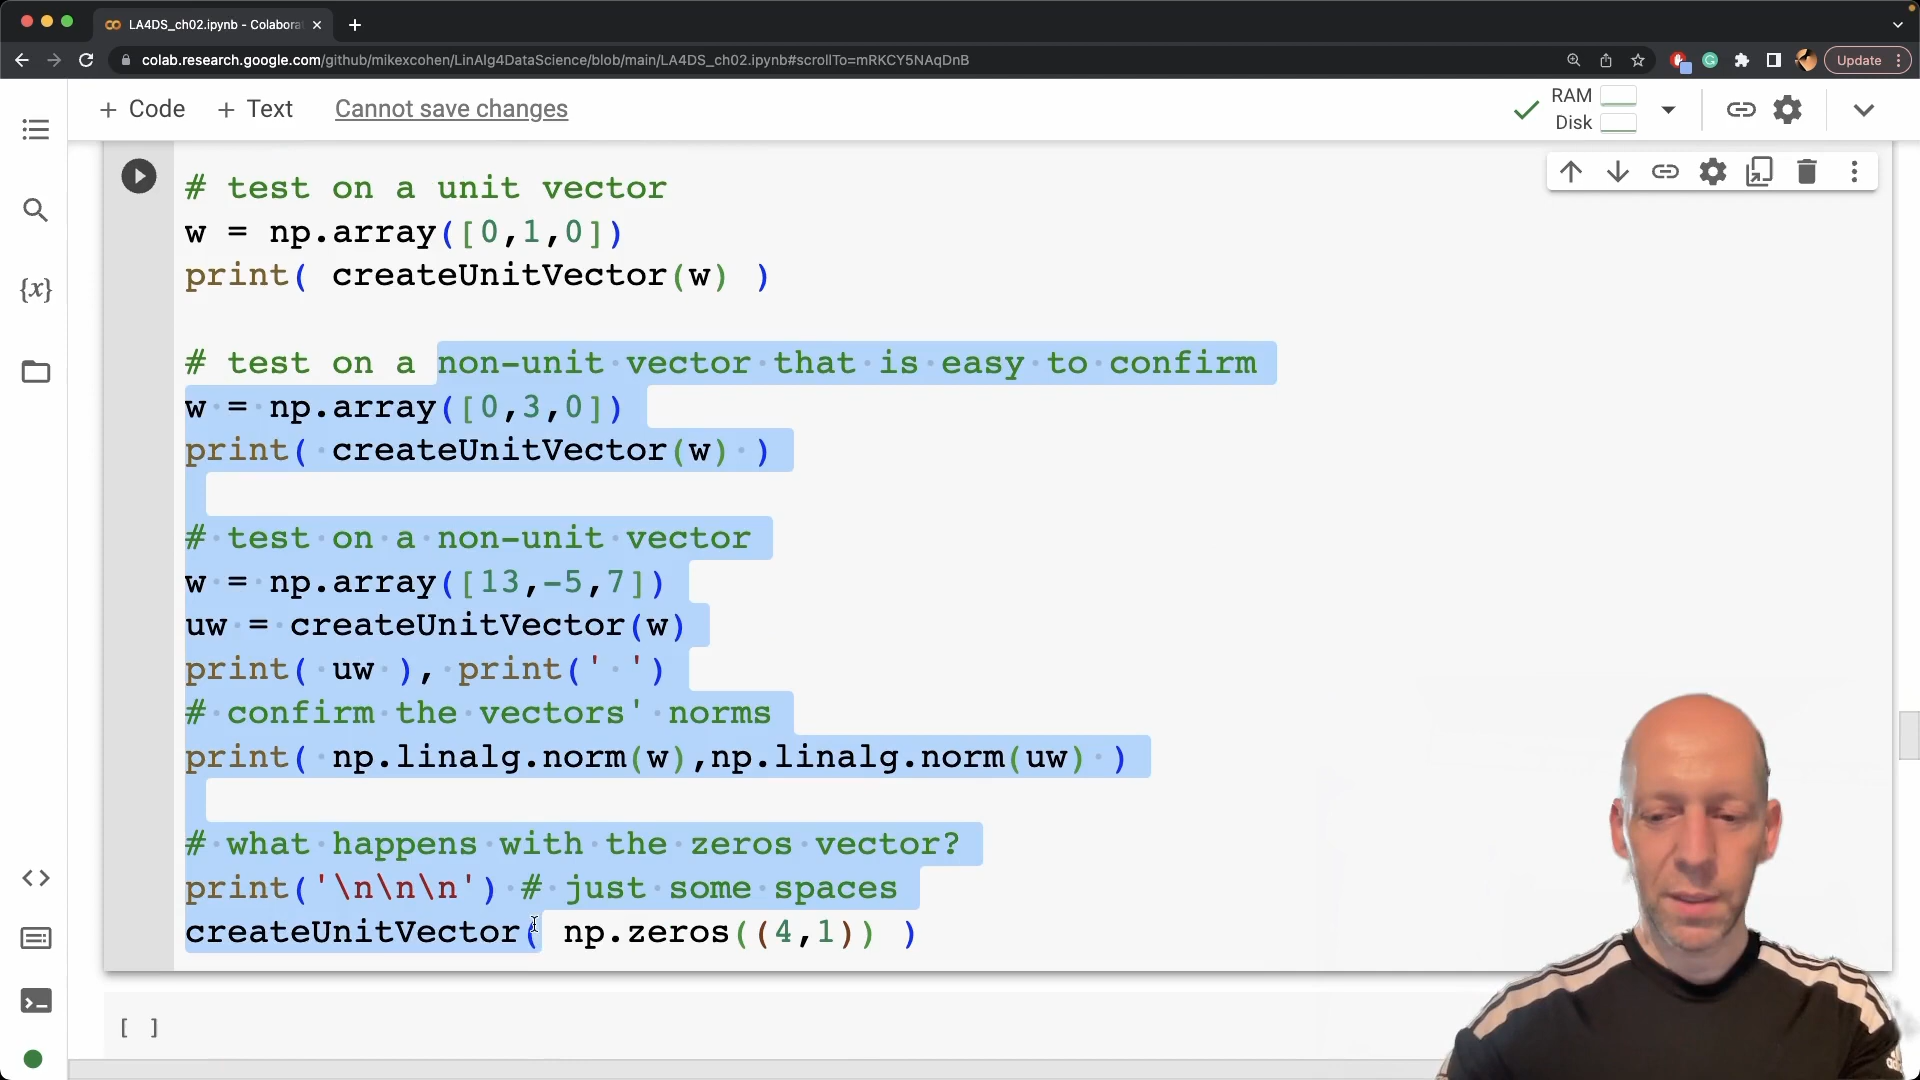 LA4DS_ch02.ipynb - Colabora
colab.research.google.com/github/mikexcohen/LinAlg4DataScience/blob/main/LA4DS_ch02.ipynb#scrollTo=mRKCY5NAqDnB
Update
+ Code + Text Cannot save changes
RAM
Disk
{x}
# test on a unit vector
w = np.array([0,1,0])
print( createUnitVector(w) )
# test on a non-unit vector that is easy to confirm
w = np.array([0,3,0])
print( createUnitVector(w) )
# test on a non-unit vector
w = np.array([13,-5,7])
uw = createUnitVector(w)
print( uw ), print(' ')
# confirm the vectors' norms
print( np.linalg.norm(w),np.linalg.norm(uw) )
# what happens with the zeros vector?
print('\n\n\n') # just some spaces
createUnitVector( np.zeros((4,1)) )
[ ]